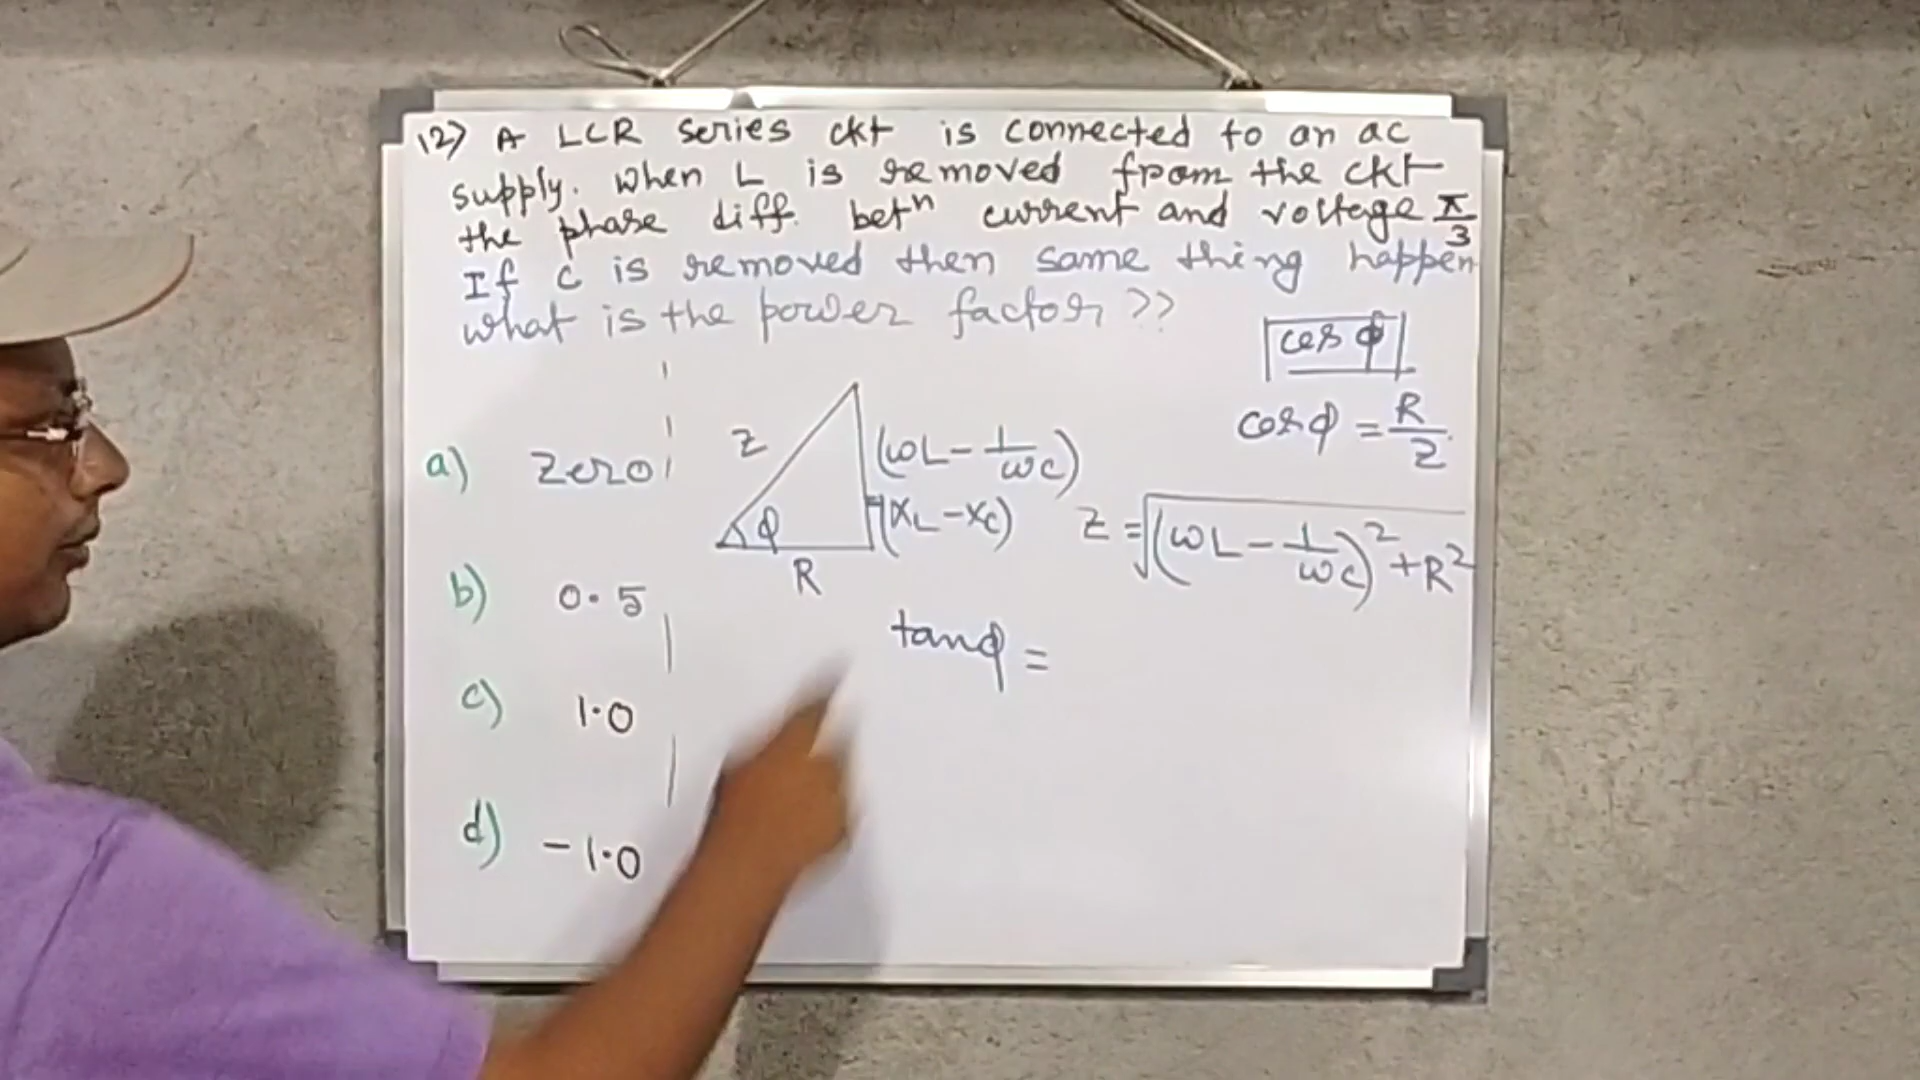 12) A LCR series ckt is connected to an ac
supply. When L is removed from the ckt
the phase diff. betⁿ current and voltage π/3
If C is removed then same thing happen
what is the power factor ??
cos φ
cosφ = R/Z
a) Zero
Z
(ωL - 1/ωC)
(XL - XC)
φ
R
Z = √(ωL - 1/ωC)² + R²
b) 0.5
tanφ =
c) 1.0
d) -1.0